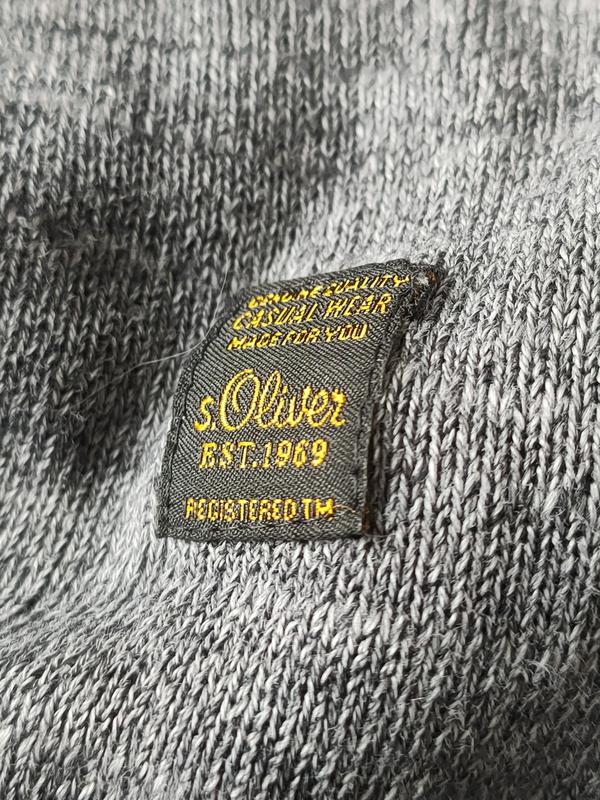 GENUINE QUALITY
CASUAL WEAR
MADE FOR YOU
s.Oliver
EST.1969
REGISTERED TM